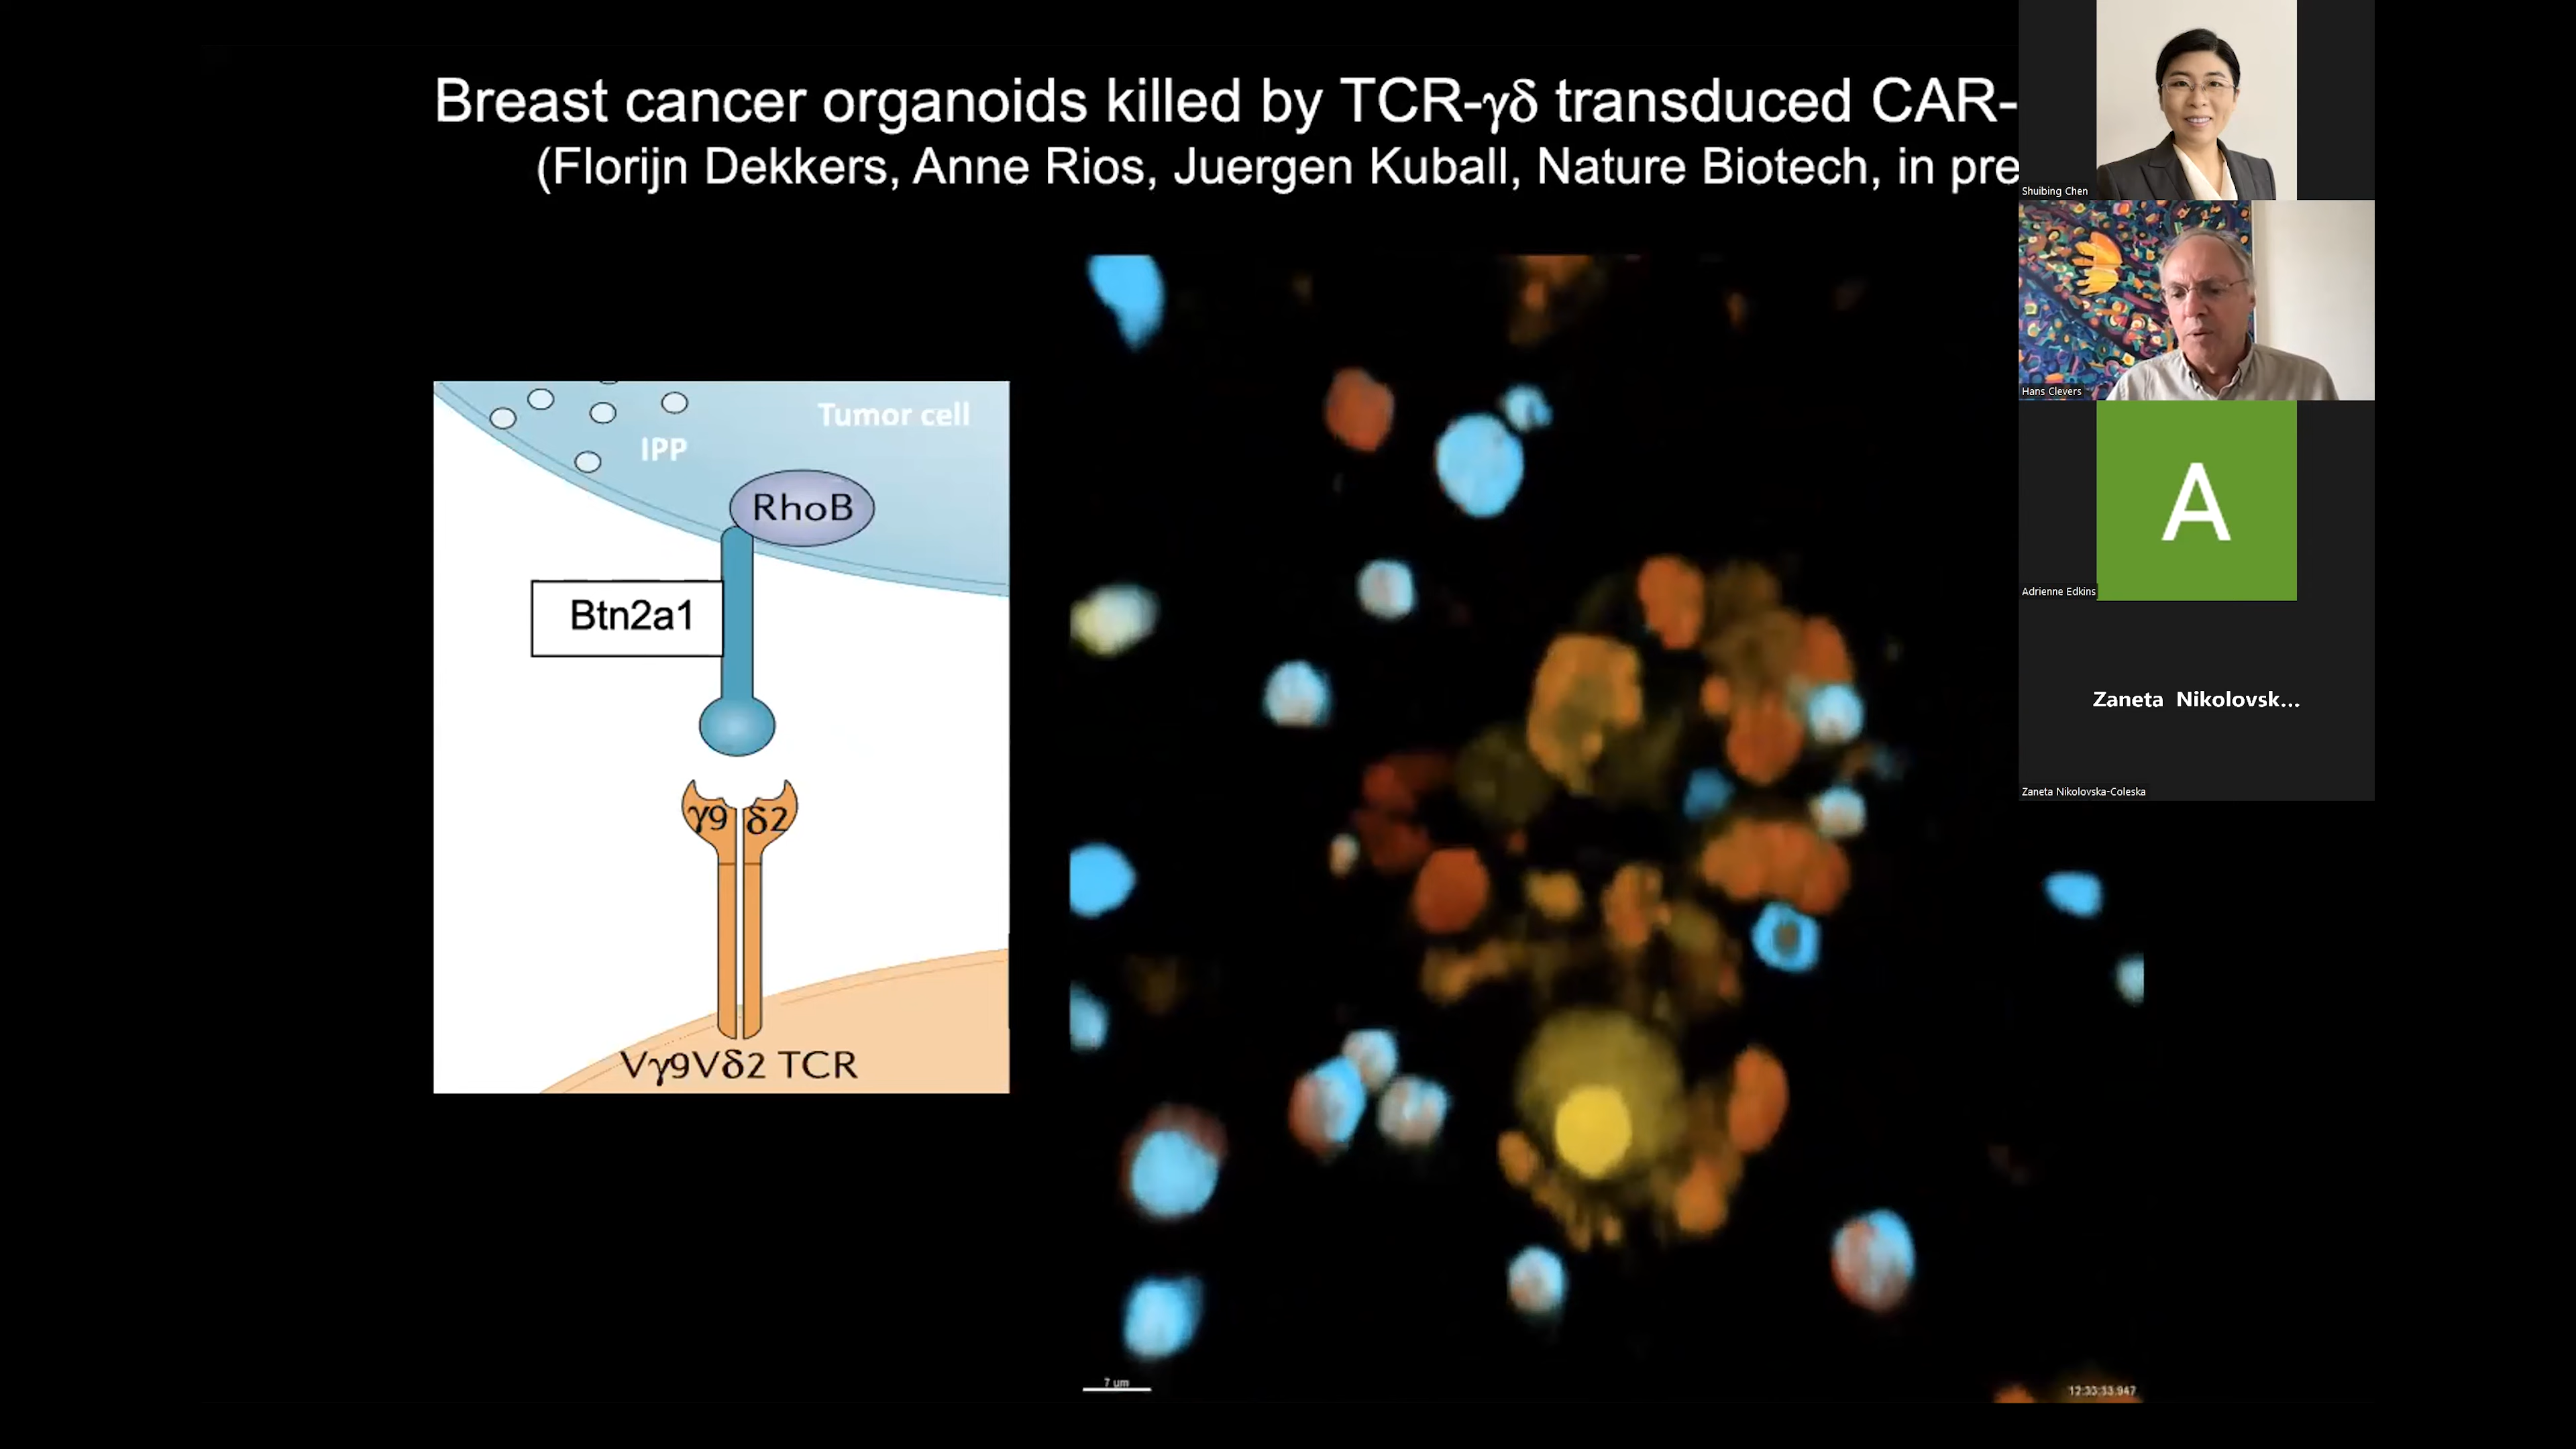 Breast cancer organoids killed by TCR-γδ transduced CAR-
(Florijn Dekkers, Anne Rios, Juergen Kuball, Nature Biotech, in pre
Tumor cell
IPP
RhoB
Btn2a1
γ9 δ2
Vγ9Vδ2 TCR
7 um
12:33:33.947
Shuibing Chen
Hans Clevers
A
Adrienne Edkins
Zaneta Nikolovsk...
Zaneta Nikolovska-Coleska